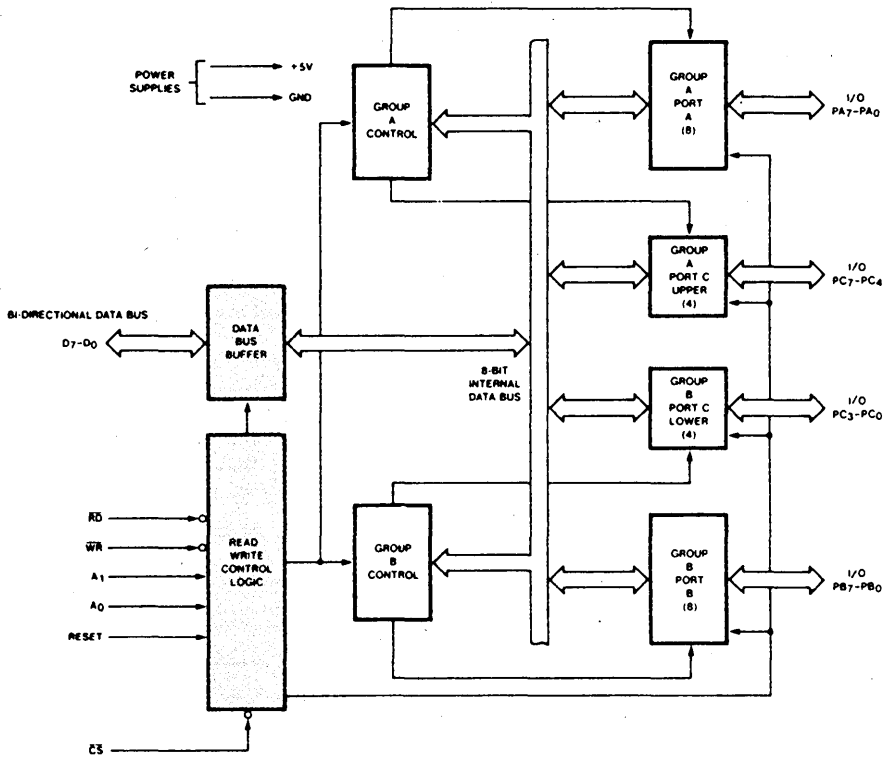 POWER
SUPPLIES
+5V
GND
GROUP
A
CONTROL
GROUP
A
PORT
A
(8)
I/O
PA7-PA0
GROUP
A
PORT C
UPPER
(4)
I/O
PC7-PC4
BI-DIRECTIONAL DATA BUS
D7-D0
DATA
BUS
BUFFER
8-BIT
INTERNAL
DATA BUS
GROUP
B
PORT C
LOWER
(4)
I/O
PC3-PC0
RD
WR
A1
A0
RESET
READ
WRITE
CONTROL
LOGIC
GROUP
B
CONTROL
GROUP
B
PORT
B
(8)
I/O
PB7-PB0
CS